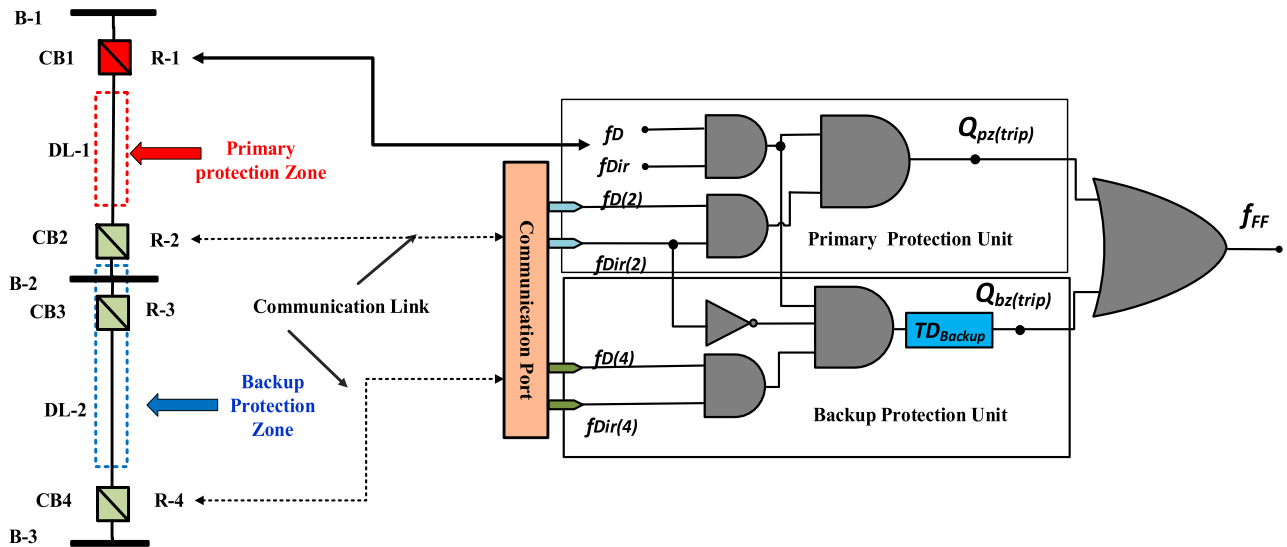 B-1
CB1
R-1
DL-1
Primary
protection Zone
CB2
R-2
B-2
CB3
R-3
Communication Link
DL-2
Backup
Protection
Zone
CB4
R-4
B-3
Communication Port
fD
fDir
fD(2)
fDir(2)
Qpz(trip)
Primary Protection Unit
fD(4)
fDir(4)
TDBackup
Qbz(trip)
Backup Protection Unit
fFF